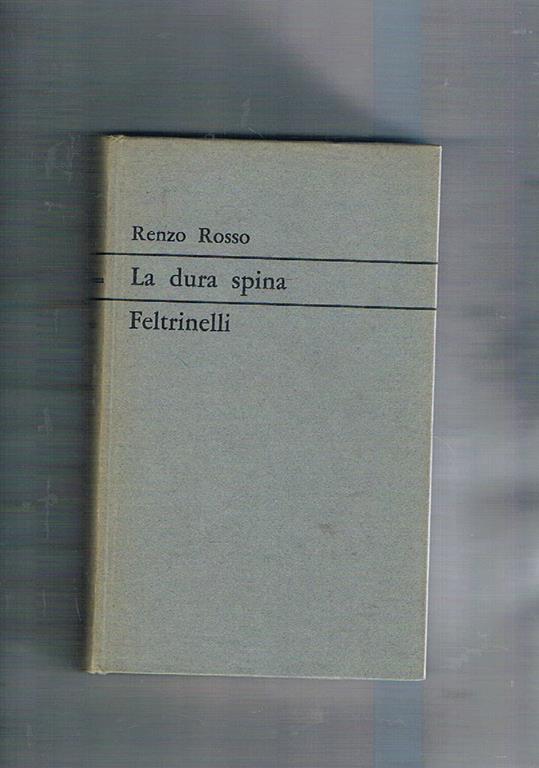 Renzo Rosso
La dura spina
Feltrinelli